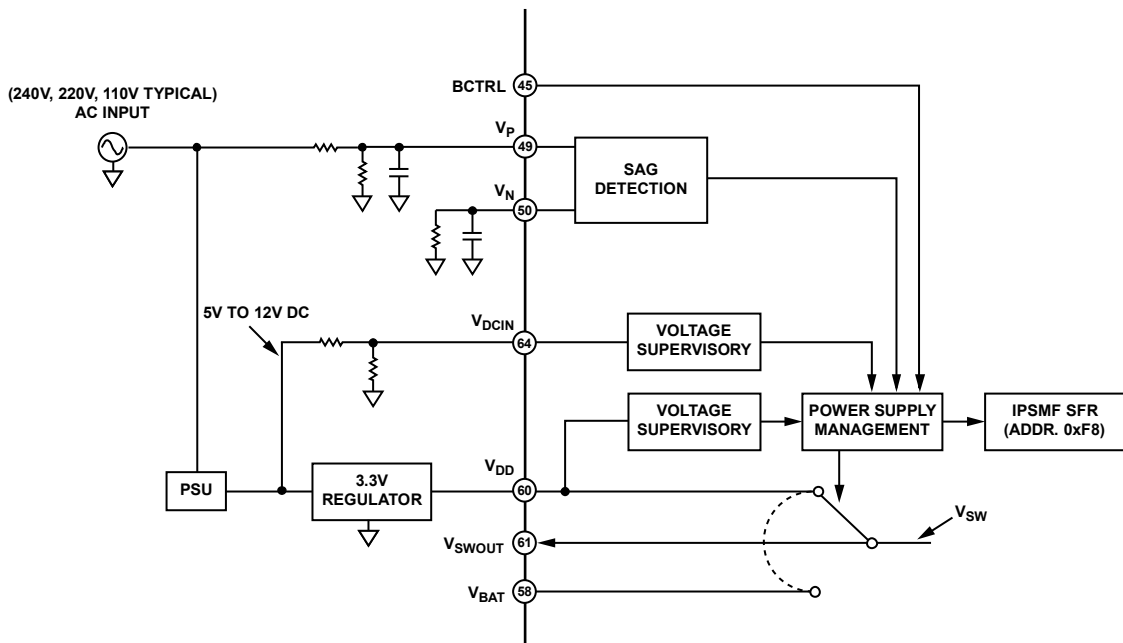 (240V, 220V, 110V TYPICAL)
AC INPUT
BCTRL
45
VP
49
SAG
DETECTION
VN
50
5V TO 12V DC
VDCIN
64
VOLTAGE
SUPERVISORY
VOLTAGE
SUPERVISORY
POWER SUPPLY
MANAGEMENT
IPSMF SFR
(ADDR. 0xF8)
PSU
3.3V
REGULATOR
VDD
60
VSWOUT
61
VSW
VBAT
58